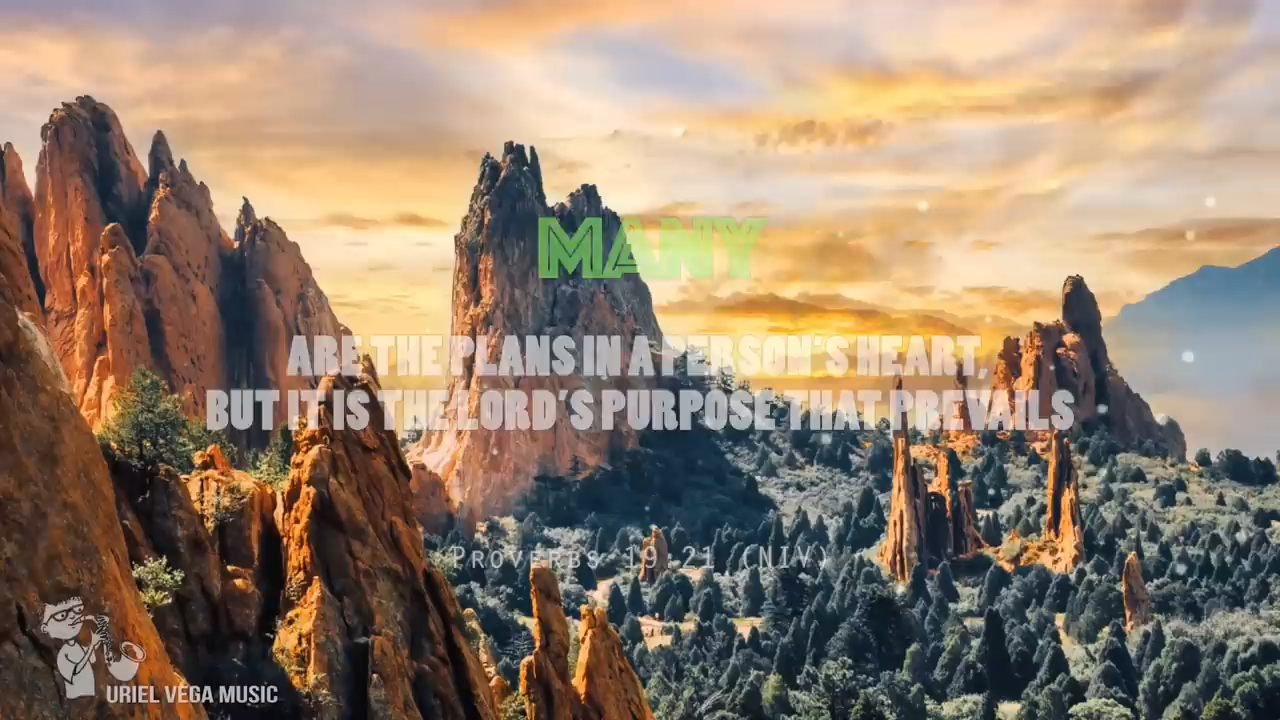 MANY
ARE THE PLANS IN A PERSON'S HEART,
BUT IT IS THE LORD'S PURPOSE THAT PREVAILS
PROVERBS 19:21 (NIV)
URIEL VEGA MUSIC